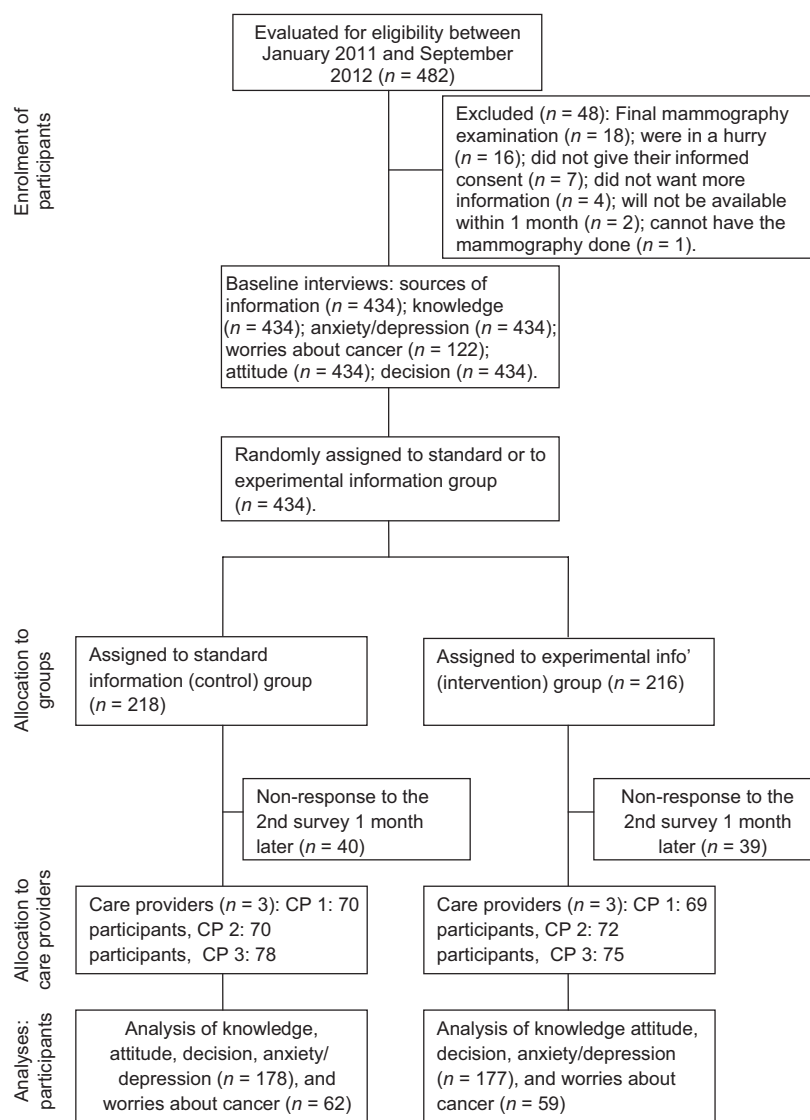 Evaluated for eligibility between
January 2011 and September
2012 (n = 482)
Enrolment of
participants
Excluded (n = 48): Final mammography
examination (n = 18); were in a hurry
(n = 16); did not give their informed
consent (n = 7); did not want more
information (n = 4); will not be available
within 1 month (n = 2); cannot have the
mammography done (n = 1).
Baseline interviews: sources of
information (n = 434); knowledge
(n = 434); anxiety/depression (n = 434);
worries about cancer (n = 122);
attitude (n = 434); decision (n = 434).
Randomly assigned to standard or to
experimental information group
(n = 434).
Allocation to
groups
Assigned to standard
information (control) group
(n = 218)
Assigned to experimental info'
(intervention) group (n = 216)
Non-response to the
2nd survey 1 month
later (n = 40)
Non-response to the
2nd survey 1 month
later (n = 39)
Allocation to
care providers
Care providers (n = 3): CP 1: 70
participants, CP 2: 70
participants, CP 3: 78
Care providers (n = 3): CP 1: 69
participants, CP 2: 72
participants, CP 3: 75
Analyses:
participants
Analysis of knowledge,
attitude, decision, anxiety/
depression (n = 178), and
worries about cancer (n = 62)
Analysis of knowledge attitude,
decision, anxiety/depression
(n = 177), and worries about
cancer (n = 59)